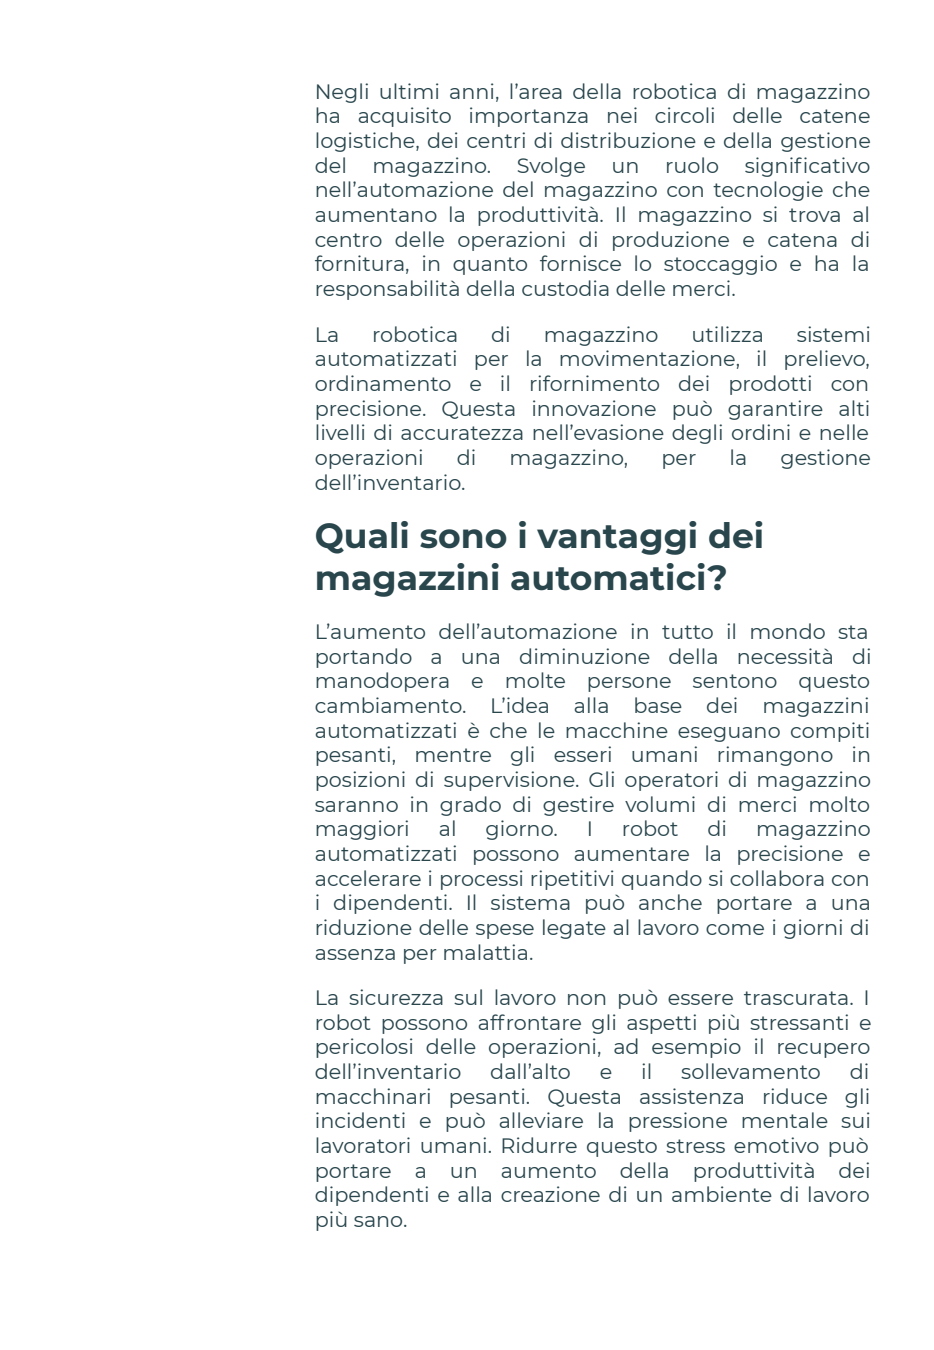 Negli ultimi anni, l’area della robotica di magazzino
ha acquisito importanza nei circoli delle catene
logistiche, dei centri di distribuzione e della gestione
del magazzino. Svolge un ruolo significativo
nell’automazione del magazzino con tecnologie che
aumentano la produttività. Il magazzino si trova al
centro delle operazioni di produzione e catena di
fornitura, in quanto fornisce lo stoccaggio e ha la
responsabilità della custodia delle merci.
La robotica di magazzino utilizza sistemi
automatizzati per la movimentazione, il prelievo,
ordinamento e il rifornimento dei prodotti con
precisione. Questa innovazione può garantire alti
livelli di accuratezza nell’evasione degli ordini e nelle
operazioni di magazzino, per la gestione
dell’inventario.
Quali sono i vantaggi dei
magazzini automatici?
L’aumento dell’automazione in tutto il mondo sta
portando a una diminuzione della necessità di
manodopera e molte persone sentono questo
cambiamento. L’idea alla base dei magazzini
automatizzati è che le macchine eseguano compiti
pesanti, mentre gli esseri umani rimangono in
posizioni di supervisione. Gli operatori di magazzino
saranno in grado di gestire volumi di merci molto
maggiori al giorno. I robot di magazzino
automatizzati possono aumentare la precisione e
accelerare i processi ripetitivi quando si collabora con
i dipendenti. Il sistema può anche portare a una
riduzione delle spese legate al lavoro come i giorni di
assenza per malattia.
La sicurezza sul lavoro non può essere trascurata. I
robot possono affrontare gli aspetti più stressanti e
pericolosi delle operazioni, ad esempio il recupero
dell’inventario dall’alto e il sollevamento di
macchinari pesanti. Questa assistenza riduce gli
incidenti e può alleviare la pressione mentale sui
lavoratori umani. Ridurre questo stress emotivo può
portare a un aumento della produttività dei
dipendenti e alla creazione di un ambiente di lavoro
più sano.